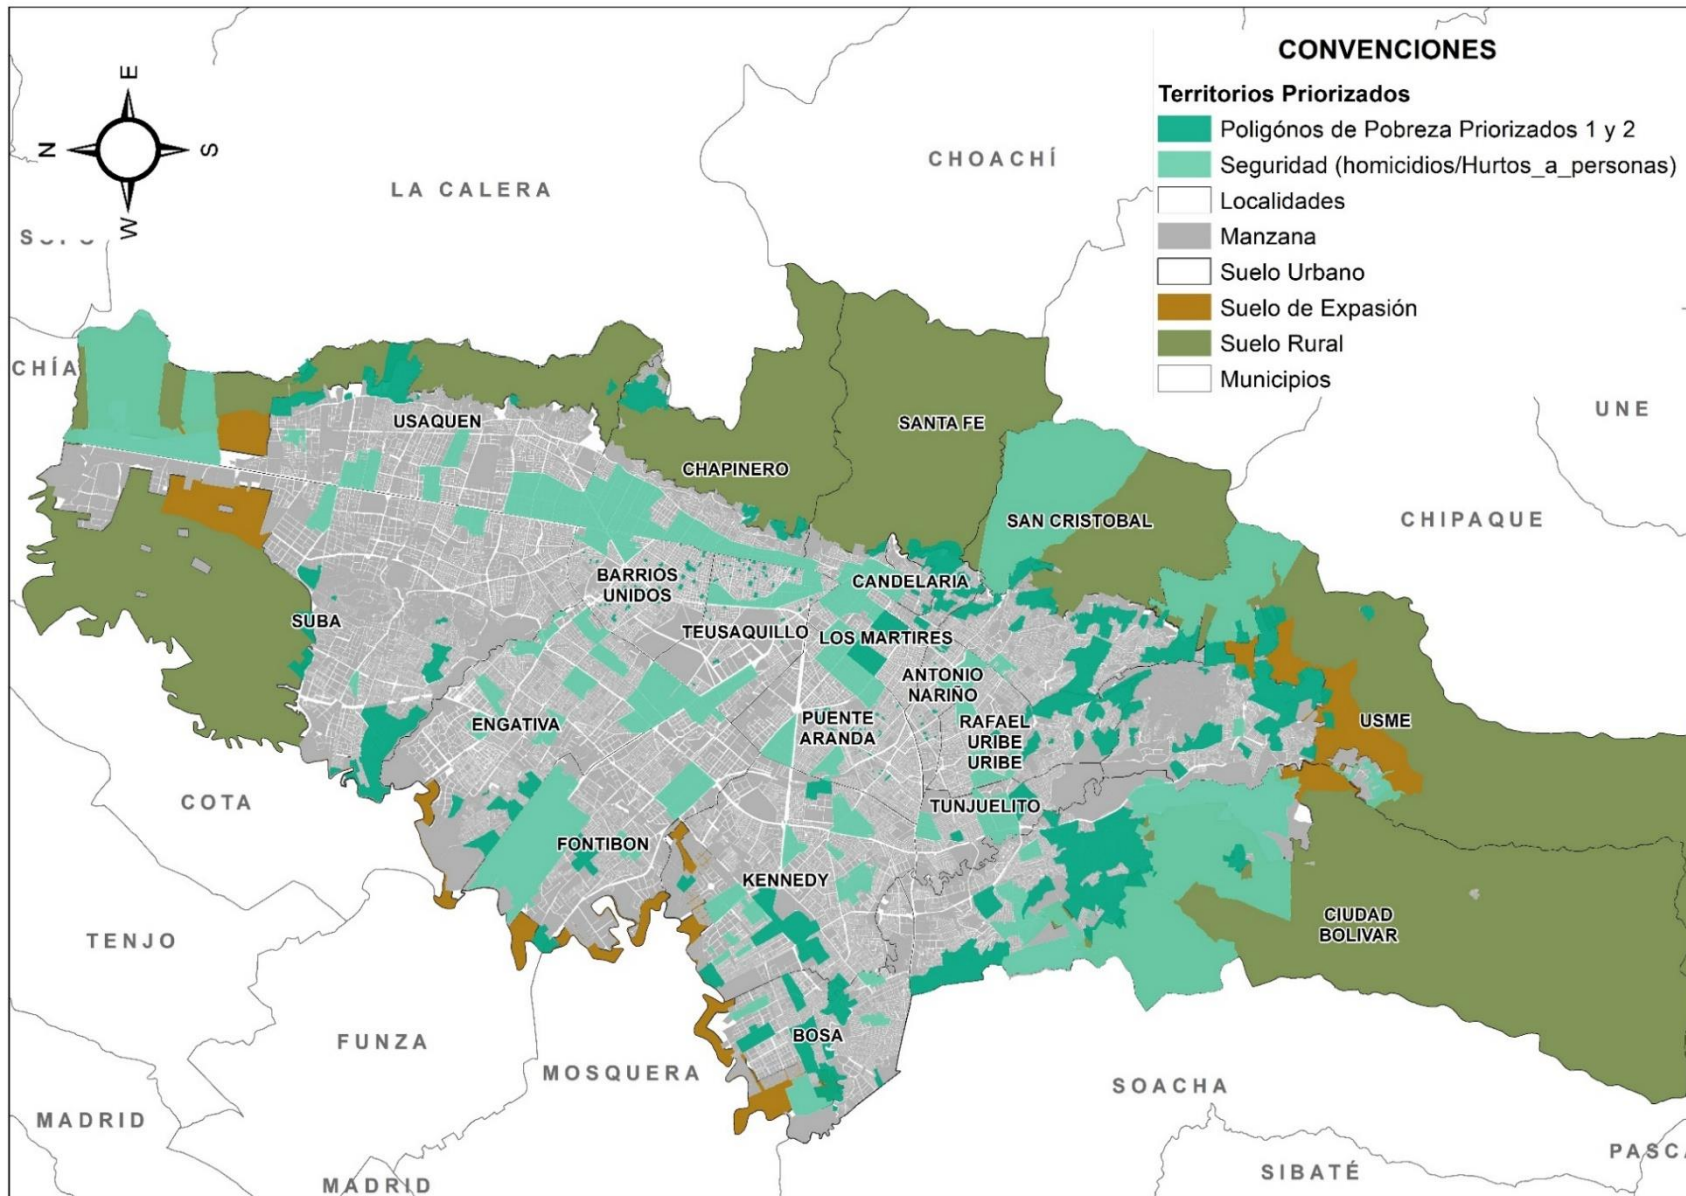 CONVENCIONES
Territorios Priorizados
Poligónos de Pobreza Priorizados 1 y 2
Seguridad (homicidios/Hurtos_a_personas)
Localidades
Manzana
Suelo Urbano
Suelo de Expasión
Suelo Rural
Municipios
E
N
S
W
CHOACHÍ
LA CALERA
CHÍA
UNE
USAQUEN
SANTA FE
CHAPINERO
SAN CRISTOBAL
CHIPAQUE
BARRIOS
UNIDOS
CANDELARIA
SUBA
TEUSAQUILLO
LOS MARTIRES
ANTONIO
NARIÑO
ENGATIVA
PUENTE
ARANDA
RAFAEL
URIBE
URIBE
USME
COTA
TUNJUELITO
FONTIBON
KENNEDY
CIUDAD
BOLIVAR
TENJO
FUNZA
BOSA
MOSQUERA
SOACHA
MADRID
MADRID
SIBATÉ
PASCA